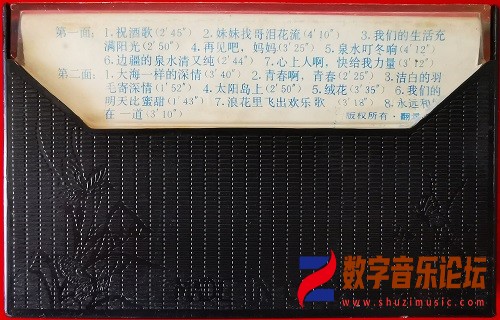 第一面：1.祝酒歌(2′45″) 2.妹妹找哥泪花流(4′10″) 3.我们的生活充
满阳光(2′50″) 4.再见吧，妈妈(3′25″) 5.泉水叮冬响(4′12″)
6.边疆的泉水清又纯(2′44″) 7.心上人啊，快给我力量(3′12″)
第二面：1.大海一样的深情(3′40″) 2.青春啊，青春(2′25″) 3.洁白的羽
毛寄深情(1′52″) 4.太阳岛上(2′50″) 5.绒花(3′35″) 6.我们的
明天比蜜甜(1′43″) 7.浪花里飞出欢乐歌(3′18″) 8.永远和
在一道(3′10″)
版权所有·翻
数字音乐论坛
www.shuzimusic.com